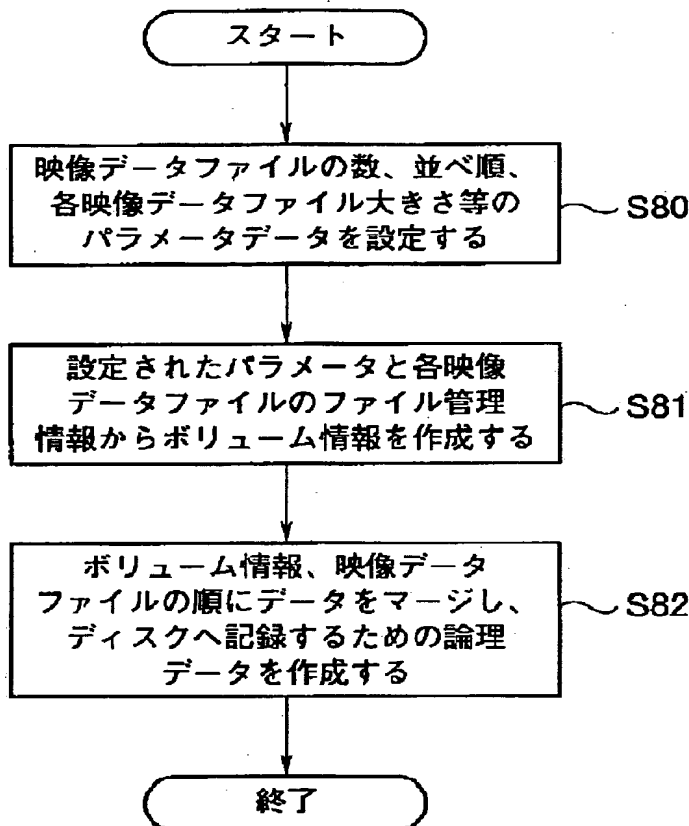 スタート
映像データファイルの数、並べ順、
各映像データファイル大きさ等の
パラメータデータを設定する
S80
設定されたパラメータと各映像
データファイルのファイル管理
情報からボリューム情報を作成する
S81
ボリューム情報、映像データ
ファイルの順にデータをマージし、
ディスクへ記録するための論理
データを作成する
S82
終了